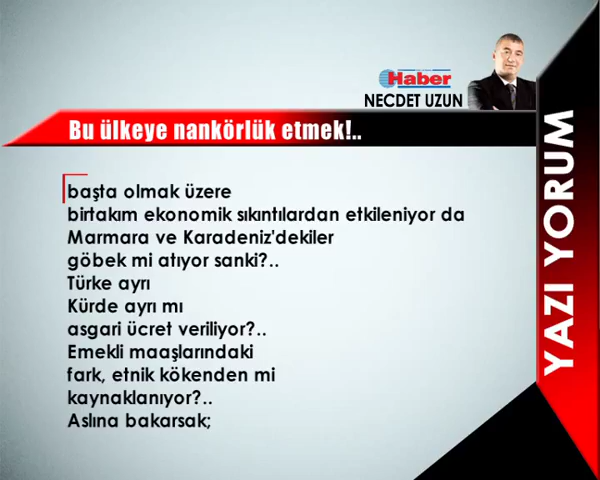 Haber
NECDET UZUN
Bu ülkeye nankörlük etmek!..
başta olmak üzere
birtakım ekonomik sıkıntılardan etkileniyor da
Marmara ve Karadeniz'dekiler
göbek mi atıyor sanki?..
Türke ayrı
Kürde ayrı mı
asgari ücret veriliyor?..
Emekli maaşlarındaki
fark, etnik kökenden mi
kaynaklanıyor?..
Aslına bakarsak;
YAZI YORUM